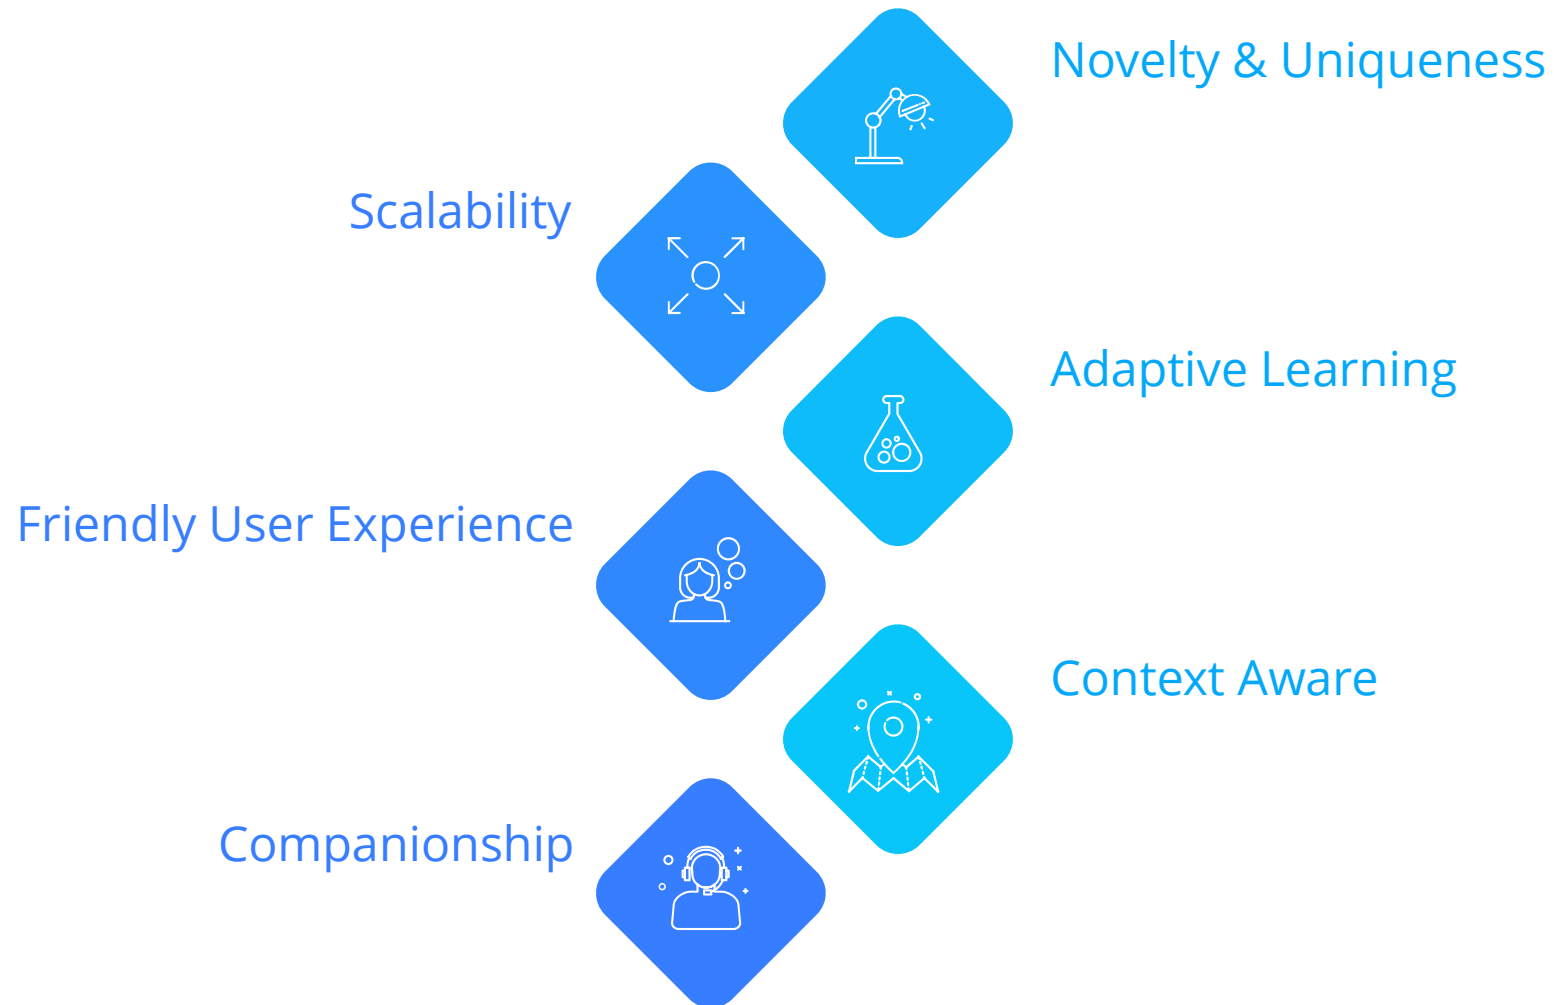 Novelty & Uniqueness
Scalability
Adaptive Learning
Friendly User Experience
Context Aware
Companionship